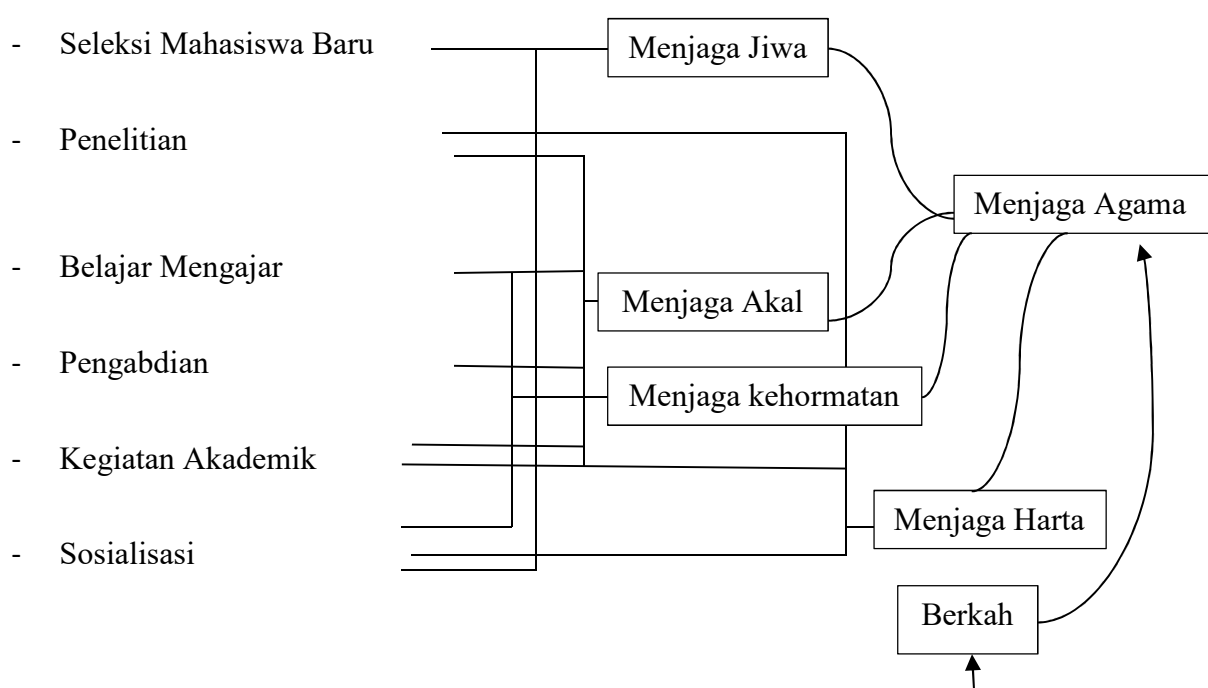 - Seleksi Mahasiswa Baru
Menjaga Jiwa
- Penelitian
Menjaga Agama
- Belajar Mengajar
Menjaga Akal
- Pengabdian
Menjaga kehormatan
- Kegiatan Akademik
Menjaga Harta
- Sosialisasi
Berkah